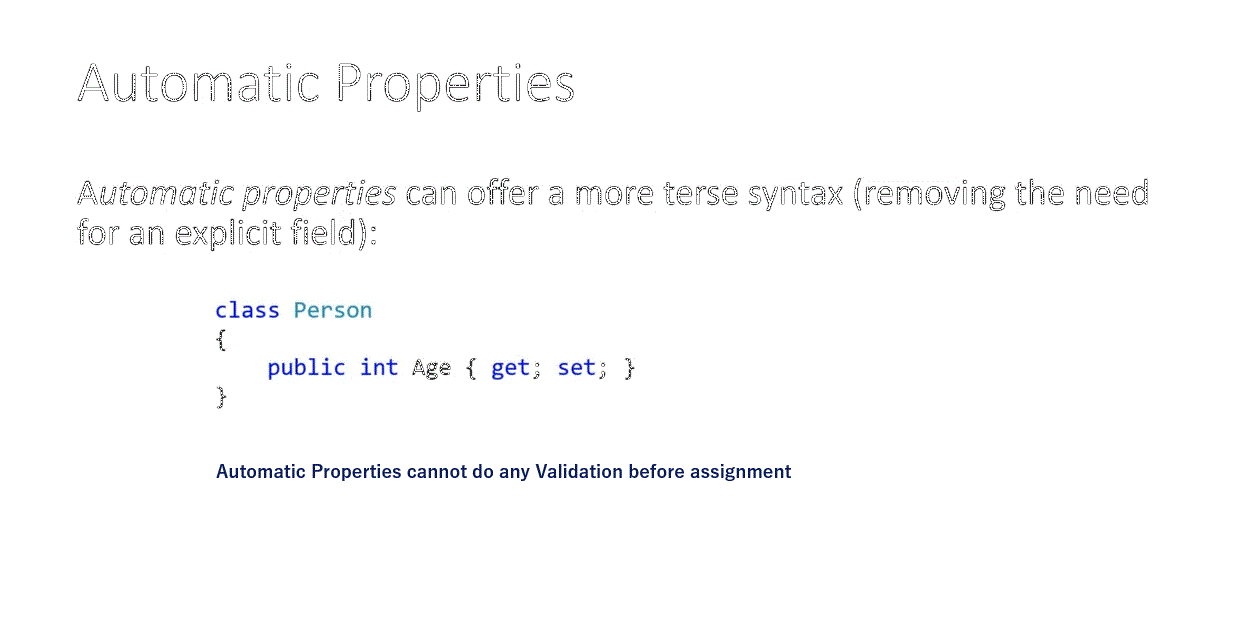 Automatic Properties
Automatic properties can offer a more terse syntax (removing the need
for an explicit field):
class Person
{
    public int Age { get; set; }
}
Automatic Properties cannot do any Validation before assignment